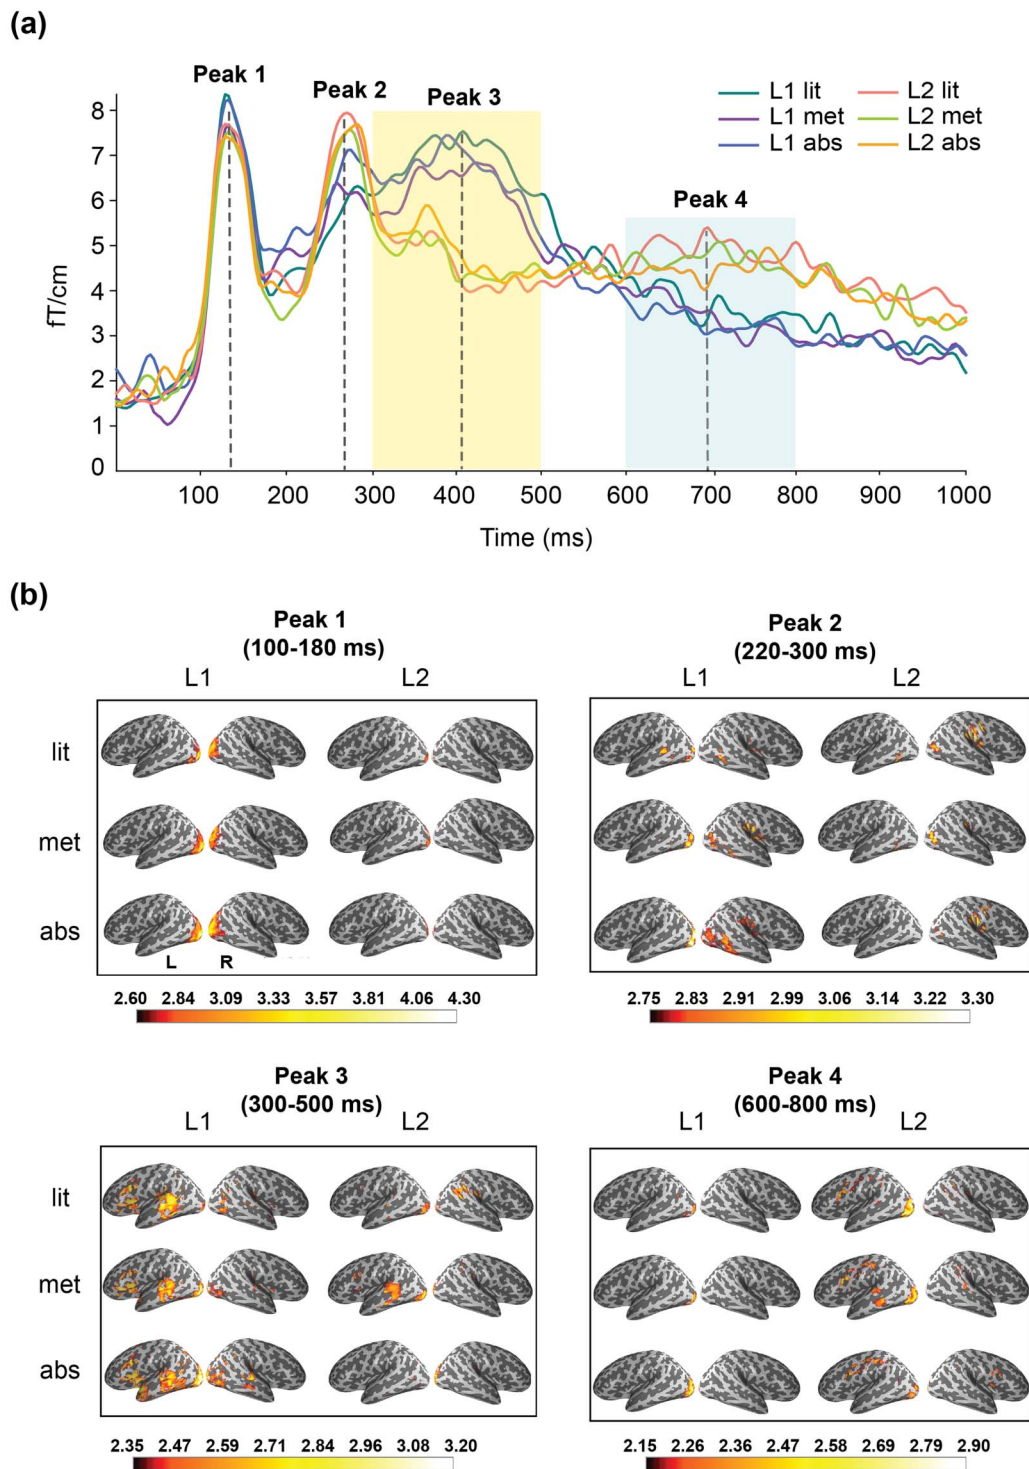 (a)
Peak 1
Peak 2
Peak 3
L1 lit
L2 lit
L1 met
L2 met
L1 abs
L2 abs
Peak 4
8
7
6
5
4
3
2
1
0
fT/cm
100
200
300
400
500
600
700
800
900
1000
Time (ms)
(b)
Peak 1
(100-180 ms)
L1
L2
lit
met
abs
L
R
2.60 2.84 3.09 3.33 3.57 3.81 4.06 4.30
Peak 2
(220-300 ms)
L1
L2
2.75 2.83 2.91 2.99 3.06 3.14 3.22 3.30
Peak 3
(300-500 ms)
L1
L2
lit
met
abs
2.35 2.47 2.59 2.71 2.84 2.96 3.08 3.20
Peak 4
(600-800 ms)
L1
L2
2.15 2.26 2.36 2.47 2.58 2.69 2.79 2.90